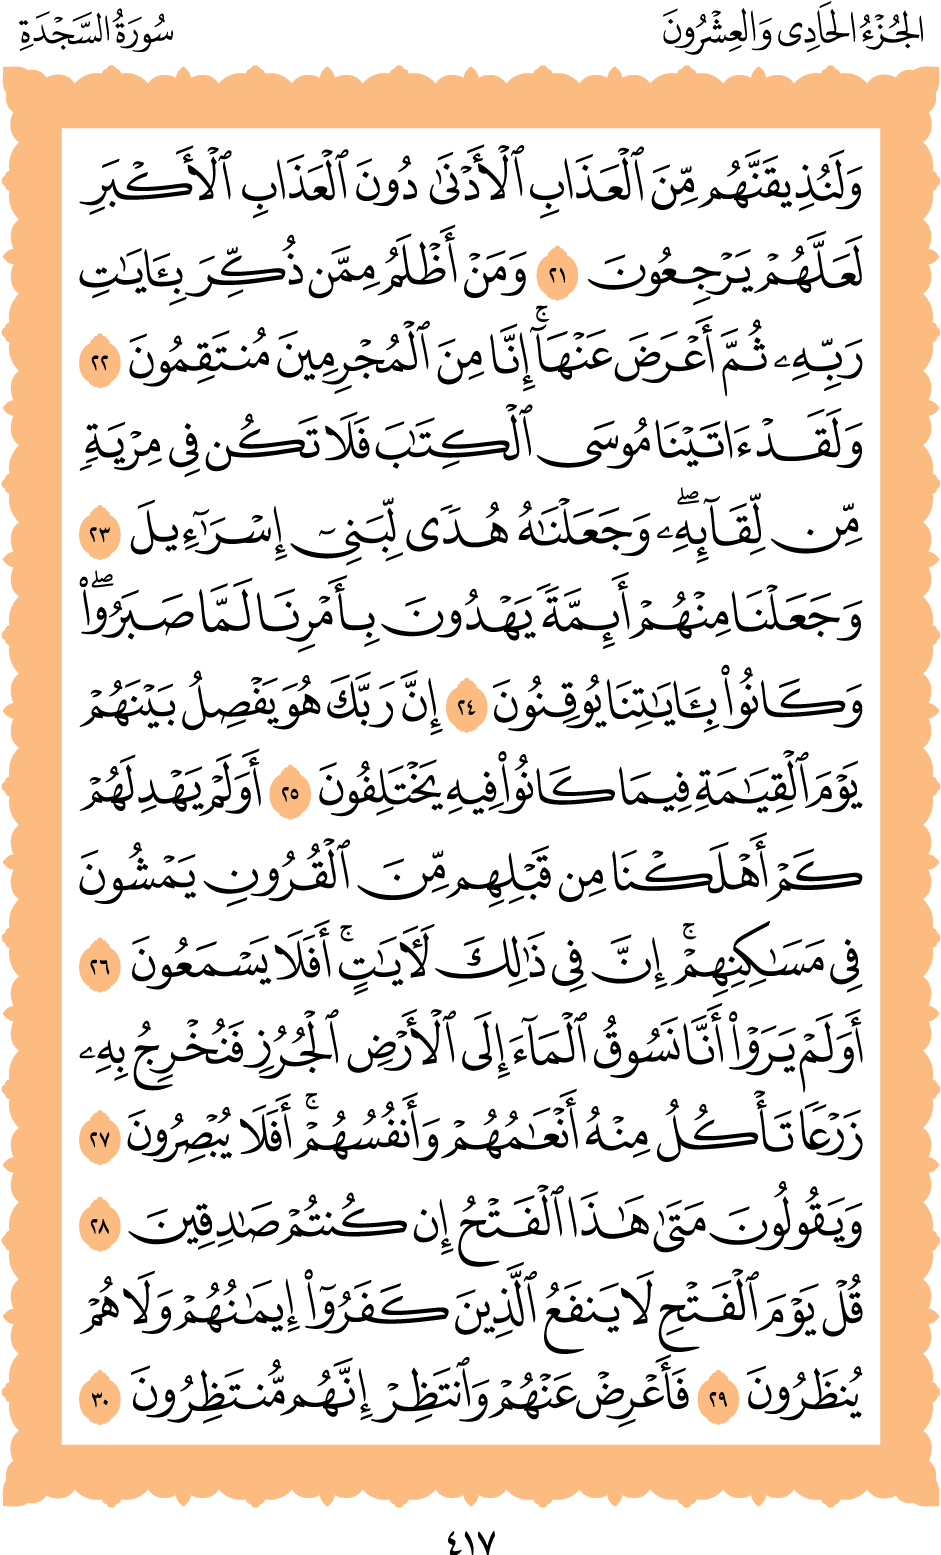 الجُزْءُ الحَادِى وَالعِشْرُونَ
سُورَةُ السَّجْدَةِ
وَلَنُذِيقَنَّهُم مِّنَ ٱلْعَذَابِ ٱلْأَدْنَىٰ دُونَ ٱلْعَذَابِ ٱلْأَكْبَرِ
لَعَلَّهُمْ يَرْجِعُونَ ٢١ وَمَنْ أَظْلَمُ مِمَّن ذُكِّرَ بِـَٔايَٰتِ
رَبِّهِۦ ثُمَّ أَعْرَضَ عَنْهَآۚ إِنَّا مِنَ ٱلْمُجْرِمِينَ مُنتَقِمُونَ ٢٢
وَلَقَدْ ءَاتَيْنَا مُوسَى ٱلْكِتَٰبَ فَلَا تَكُن فِى مِرْيَةٍ
مِّن لِّقَآئِهِۦۖ وَجَعَلْنَٰهُ هُدًى لِّبَنِىٓ إِسْرَٰٓءِيلَ ٢٣
وَجَعَلْنَا مِنْهُمْ أَئِمَّةً يَهْدُونَ بِأَمْرِنَا لَمَّا صَبَرُوا۟ۖ
وَكَانُوا۟ بِـَٔايَٰتِنَا يُوقِنُونَ ٢٤ إِنَّ رَبَّكَ هُوَ يَفْصِلُ بَيْنَهُمْ
يَوْمَ ٱلْقِيَٰمَةِ فِيمَا كَانُوا۟ فِيهِ يَخْتَلِفُونَ ٢٥ أَوَلَمْ يَهْدِ لَهُمْ
كَمْ أَهْلَكْنَا مِن قَبْلِهِم مِّنَ ٱلْقُرُونِ يَمْشُونَ
فِى مَسَٰكِنِهِمْۚ إِنَّ فِى ذَٰلِكَ لَـَٔايَٰتٍۚ أَفَلَا يَسْمَعُونَ ٢٦
أَوَلَمْ يَرَوْا۟ أَنَّا نَسُوقُ ٱلْمَآءَ إِلَى ٱلْأَرْضِ ٱلْجُرُزِ فَنُخْرِجُ بِهِۦ
زَرْعًا تَأْكُلُ مِنْهُ أَنْعَٰمُهُمْ وَأَنفُسُهُمْۚ أَفَلَا يُبْصِرُونَ ٢٧
وَيَقُولُونَ مَتَىٰ هَٰذَا ٱلْفَتْحُ إِن كُنتُمْ صَٰدِقِينَ ٢٨
قُلْ يَوْمَ ٱلْفَتْحِ لَا يَنفَعُ ٱلَّذِينَ كَفَرُوٓا۟ إِيمَٰنُهُمْ وَلَا هُمْ
يُنظَرُونَ ٢٩ فَأَعْرِضْ عَنْهُمْ وَٱنتَظِرْ إِنَّهُم مُّنتَظِرُونَ ٣٠
٤١٧